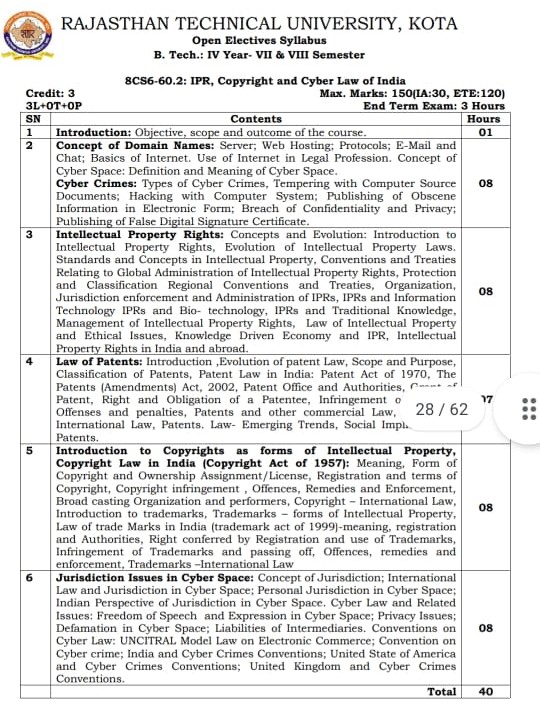 RAJASTHAN TECHNICAL UNIVERSITY, KOTA
Open Electives Syllabus
B. Tech.: IV Year- VII & VIII Semester
8CS6-60.2: IPR, Copyright and Cyber Law of India
Credit: 3 Max. Marks: 150(IA:30, ETE:120)
3L+0T+0P End Term Exam: 3 Hours
SN Contents Hours
1 Introduction: Objective, scope and outcome of the course. 01
2 Concept of Domain Names: Server; Web Hosting; Protocols; E-Mail and
Chat; Basics of Internet. Use of Internet in Legal Profession. Concept of
Cyber Space: Definition and Meaning of Cyber Space.
Cyber Crimes: Types of Cyber Crimes, Tempering with Computer Source 08
Documents; Hacking with Computer System; Publishing of Obscene
Information in Electronic Form; Breach of Confidentiality and Privacy;
Publishing of False Digital Signature Certificate.
3 Intellectual Property Rights: Concepts and Evolution: Introduction to
Intellectual Property Rights, Evolution of Intellectual Property Laws.
Standards and Concepts in Intellectual Property, Conventions and Treaties
Relating to Global Administration of Intellectual Property Rights, Protection
and Classification Regional Conventions and Treaties, Organization, 08
Jurisdiction enforcement and Administration of IPRs, IPRs and Information
Technology IPRs and Bio- technology, IPRs and Traditional Knowledge,
Management of Intellectual Property Rights, Law of Intellectual Property
and Ethical Issues, Knowledge Driven Economy and IPR, Intellectual
Property Rights in India and abroad.
4 Law of Patents: Introduction ,Evolution of patent Law, Scope and Purpose,
Classification of Patents, Patent Law in India: Patent Act of 1970, The
Patents (Amendments) Act, 2002, Patent Office and Authorities,
Patent, Right and Obligation of a Patentee, Infringement
Offenses and penalties, Patents and other commercial Law, 28 / 62
International Law, Patents. Law- Emerging Trends, Social
Patents.
5 Introduction to Copyrights as forms of Intellectual Property,
Copyright Law in India (Copyright Act of 1957): Meaning, Form of
Copyright and Ownership Assignment/License, Registration and terms of
Copyright, Copyright infringement , Offences, Remedies and Enforcement,
Broad casting Organization and performers, Copyright – International Law, 08
Introduction to trademarks, Trademarks – forms of Intellectual Property,
Law of trade Marks in India (trademark act of 1999)-meaning, registration
and Authorities, Right conferred by Registration and use of Trademarks,
Infringement of Trademarks and passing off, Offences, remedies and
enforcement, Trademarks –International Law
6 Jurisdiction Issues in Cyber Space: Concept of Jurisdiction; International
Law and Jurisdiction in Cyber Space; Personal Jurisdiction in Cyber Space;
Indian Perspective of Jurisdiction in Cyber Space. Cyber Law and Related
Issues: Freedom of Speech and Expression in Cyber Space; Privacy Issues;
Defamation in Cyber Space; Liabilities of Intermediaries. Conventions on 08
Cyber Law: UNCITRAL Model Law on Electronic Commerce; Convention on
Cyber crime; India and Cyber Crimes Conventions; United State of America
and Cyber Crimes Conventions; United Kingdom and Cyber Crimes
Conventions.
Total 40